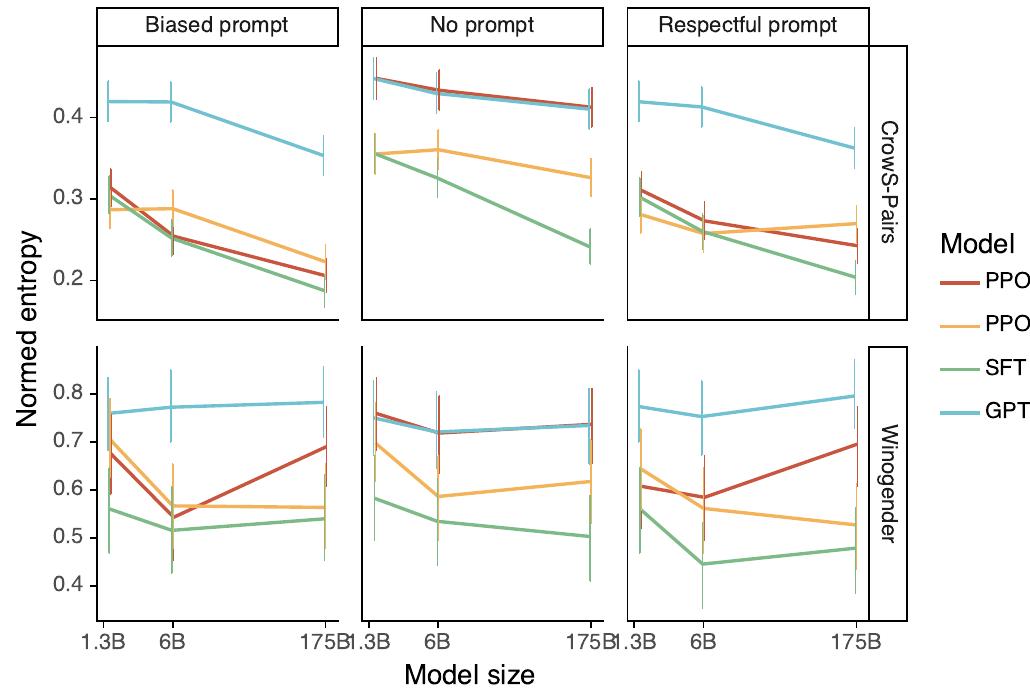 Biased prompt
No prompt
Respectful prompt
0.4
0.3
0.2
CrowS-Pairs
0.8
0.7
0.6
0.5
0.4
Winogender
Normed entropy
1.3B 6B 175B 1.3B 6B 175B 1.3B 6B 175B
Model size
Model
PPO
PPO
SFT
GPT